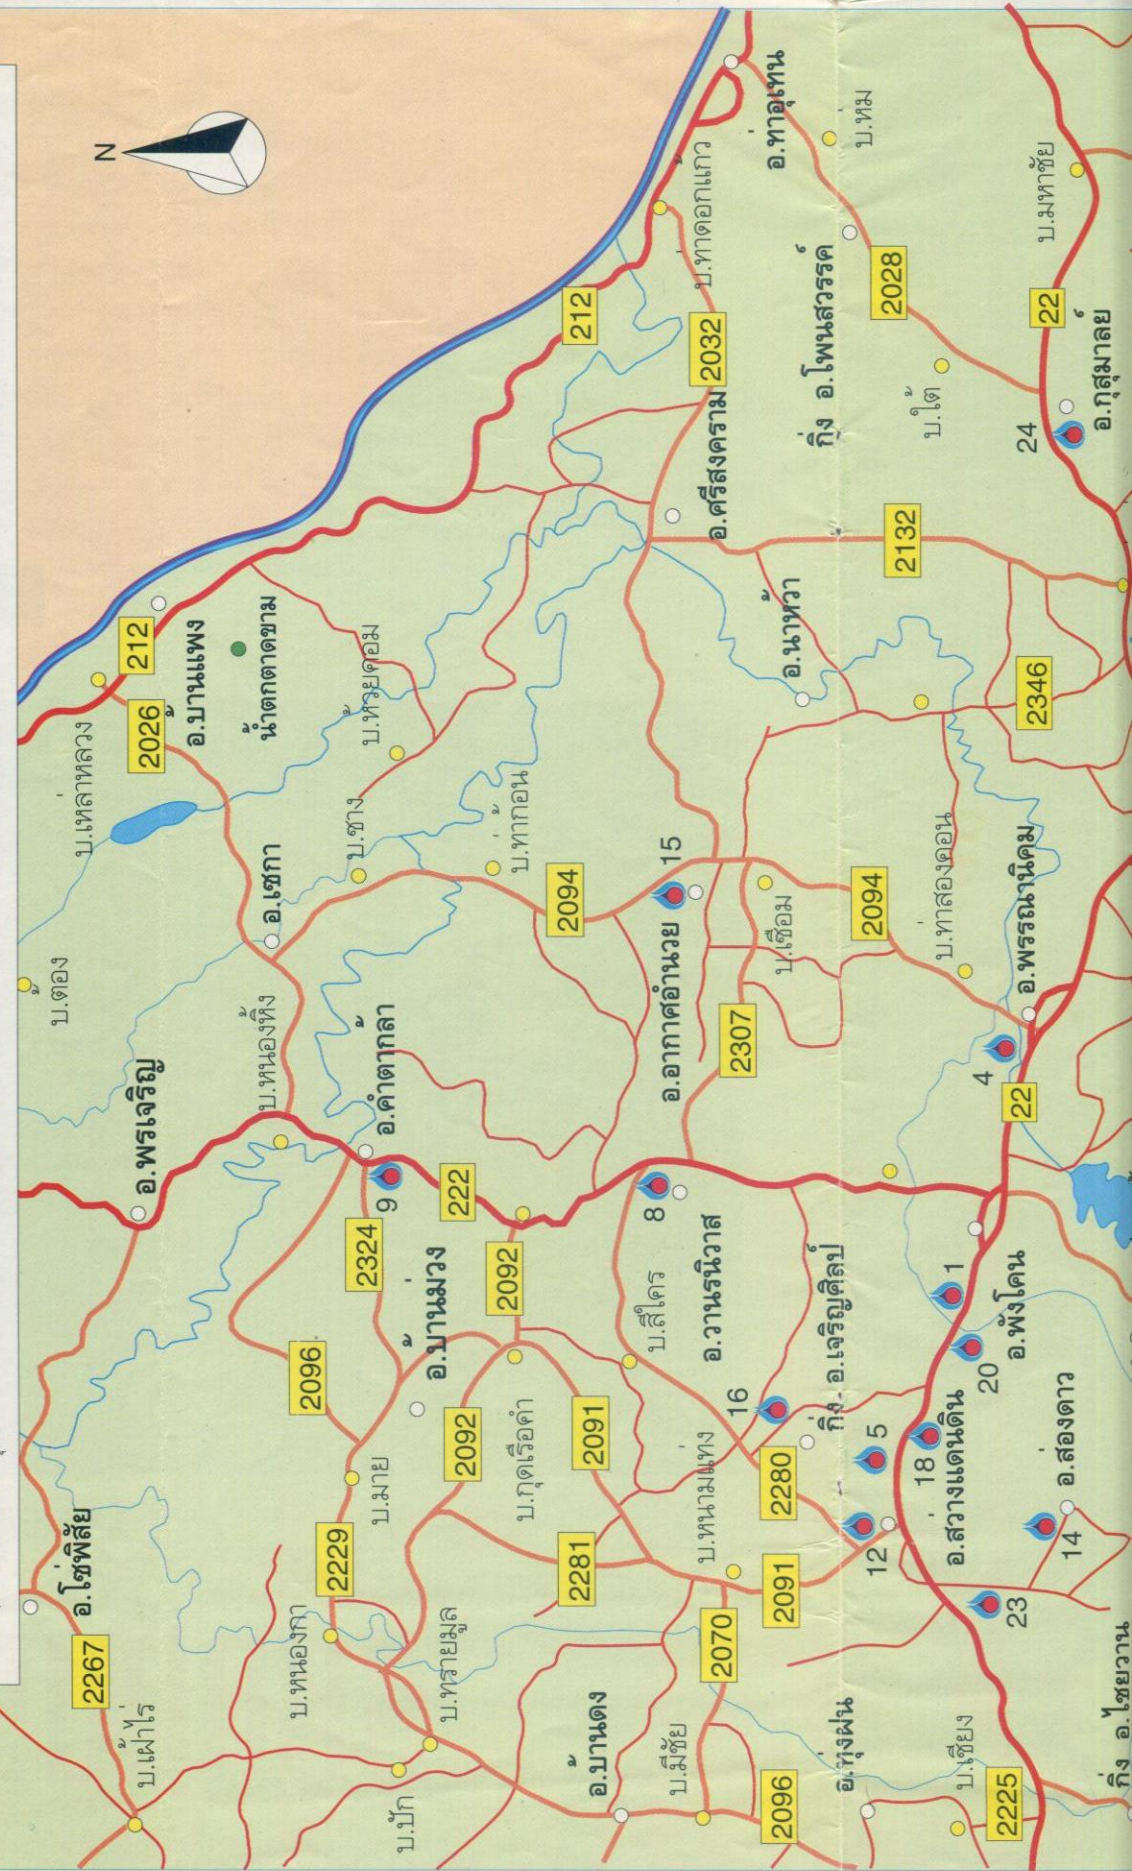 N
อ.ท่าอุเทน
บ.หม
บ.ท่าดอกแก้ว
บ.มหาชัย
กิ่ง อ.โพนสวรรค์
2028
22
212
2032
อ.กุสุมาลย์
บ.ใต้
24
อ.ศรีสงคราม
2132
212
อ.บ้านแพง
น้ำตกตาดขาม
บ.ห้วยคอม
อ.นาหว้า
2346
2026
บ.เหล่าหลวง
บ.ซาง
บ.ท่าก้อน
15
2094
2094
บ.ท่าสองคอน
อ.เซกา
บ.เชือม
อ.พรรณานิคม
บ.ต้อง
บ.หนองหิ้ง
อ.คำตากล้า
อ.อากาศอำนวย
2307
4
22
อ.พรเจริญ
9
222
8
2324
2092
อ.บ้านม่วง
อ.วานรนิวาส
กิ่ง อ.เจริญศิลป์
1
อ.พังโคน
20
บ.สีไคร
2096
16
2092
2091
บ.กุดเรือคำ
บ.หนามแท่ง
2280
5
18
อ.สว่างแดนดิน
อ.ส่องดาว
บ.มาย
อ.โซ่พิสัย
2229
2281
12
14
2091
23
บ.หนองกา
บ.ทรายมูล
2070
2267
บ.เฝ้าไร่
อ.บ้านดง
บ.มีชัย
อ.ทุ่งฝน
บ.เชียง
กิ่ง อ.ไชยวาน
บ.ปัก
2096
2225